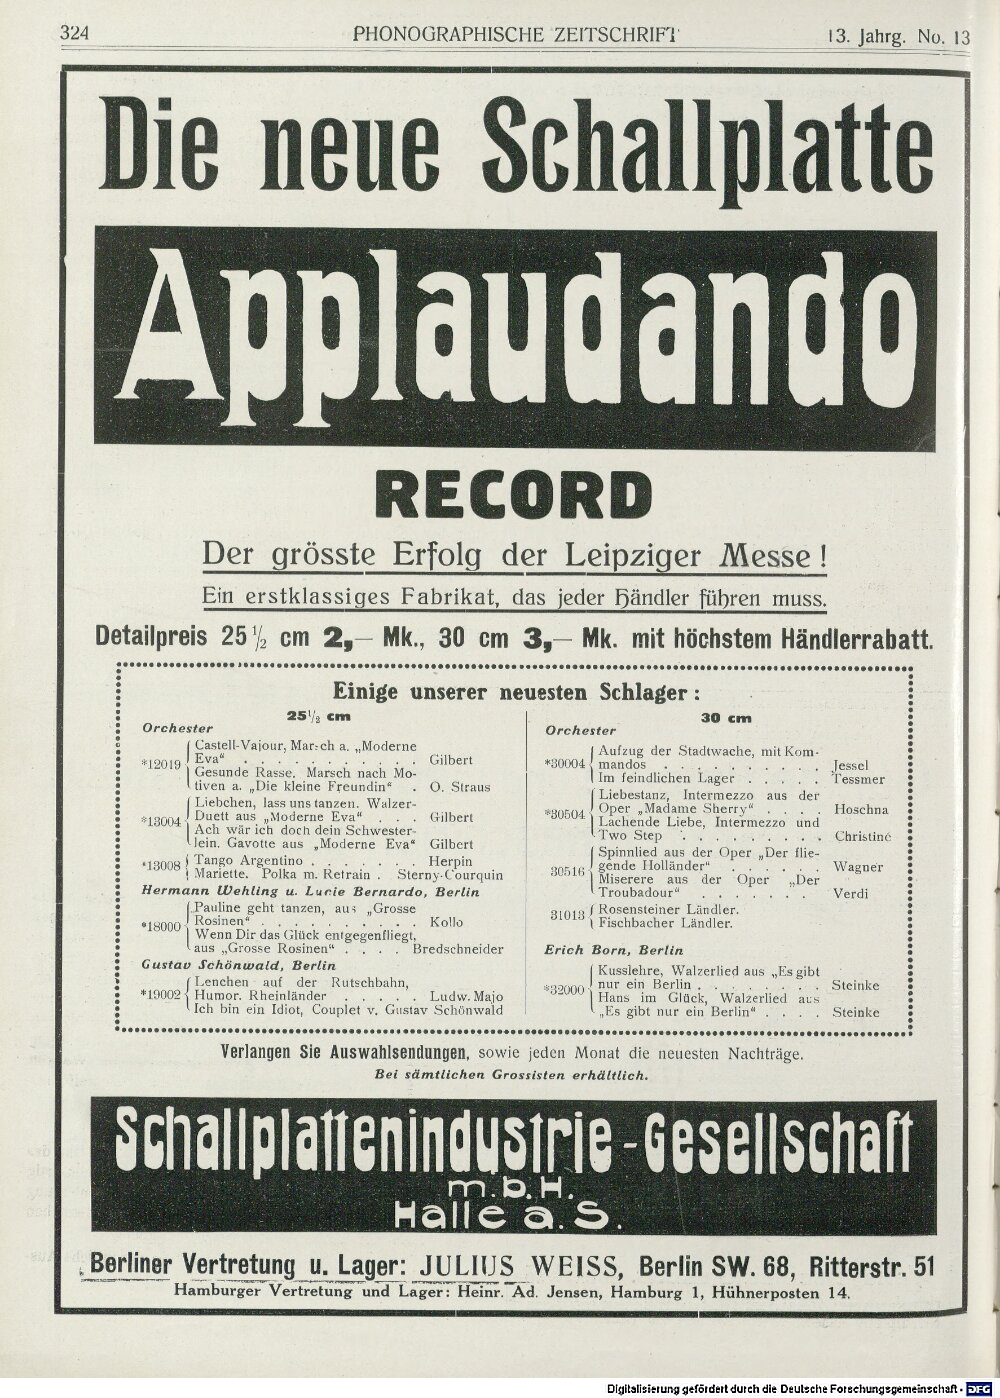 324 PHONOGRAPHISCHE ZEITSCHRIFT 13. Jahrg. No. 13
Die neue Schallplatte
Applaudando
RECORD
Der grösste Erfolg der Leipziger Messe!
Ein erstklassiges Fabrikat, das jeder Händler führen muss.
Detailpreis 25 1/2 cm 2,— Mk., 30 cm 3,— Mk. mit höchstem Händlerrabatt.
Einige unserer neuesten Schlager:
25 1/2 cm
Orchester
Castell-Vajour, Marsch a. „Moderne
*12019 Eva“ . . . . . . . . . . Gilbert
Gesunde Rasse. Marsch nach Mo-
tiven a. „Die kleine Freundin“ . O. Straus
Liebchen, lass uns tanzen. Walzer-
*13004 Duett aus „Moderne Eva“ . . . Gilbert
Ach wär ich doch dein Schwester-
lein. Gavotte aus „Moderne Eva“ Gilbert
*13008 Tango Argentino . . . . . . . Herpin
Mariette. Polka m. Refrain . Sterny-Courquin
Hermann Wehling u. Lucie Bernardo, Berlin
Pauline geht tanzen, aus „Grosse
*18000 Rosinen“ . . . . . . . . . . Kollo
Wenn Dir das Glück entgegenfliegt,
aus „Grosse Rosinen“ . . . . Bredschneider
Gustav Schönwald, Berlin
Lenchen auf der Rutschbahn,
*19002 Humor. Rheinländer . . . . . Ludw. Majo
Ich bin ein Idiot, Couplet v. Gustav Schönwald
30 cm
Orchester
Aufzug der Stadtwache, mit Kom-
*30004 mandos . . . . . . . . . . Jessel
Im feindlichen Lager . . . . . Tessmer
Liebestanz, Intermezzo aus der
*30504 Oper „Madame Sherry“ . . . . Hoschna
Lachende Liebe, Intermezzo und
Two Step . . . . . . . . . Christiné
Spinnlied aus der Oper „Der flie-
30516 gende Holländer“ . . . . . . Wagner
Miserere aus der Oper „Der
Troubadour“ . . . . . . . Verdi
31013 Rosensteiner Ländler.
Fischbacher Ländler.
Erich Born, Berlin
Kusslehre, Walzerlied aus „Es gibt
*32000 nur ein Berlin . . . . . . . . Steinke
Hans im Glück, Walzerlied aus
„Es gibt nur ein Berlin“ . . . . Steinke
Verlangen Sie Auswahlsendungen, sowie jeden Monat die neuesten Nachträge.
Bei sämtlichen Grossisten erhältlich.
Schallplattenindustrie-Gesellschaft
m.b.H.
Halle a. S.
Berliner Vertretung u. Lager: JULIUS WEISS, Berlin SW. 68, Ritterstr. 51
Hamburger Vertretung und Lager: Heinr. Ad. Jensen, Hamburg 1, Hühnerposten 14.
Digitalisierung gefördert durch die Deutsche Forschungsgemeinschaft - DFG